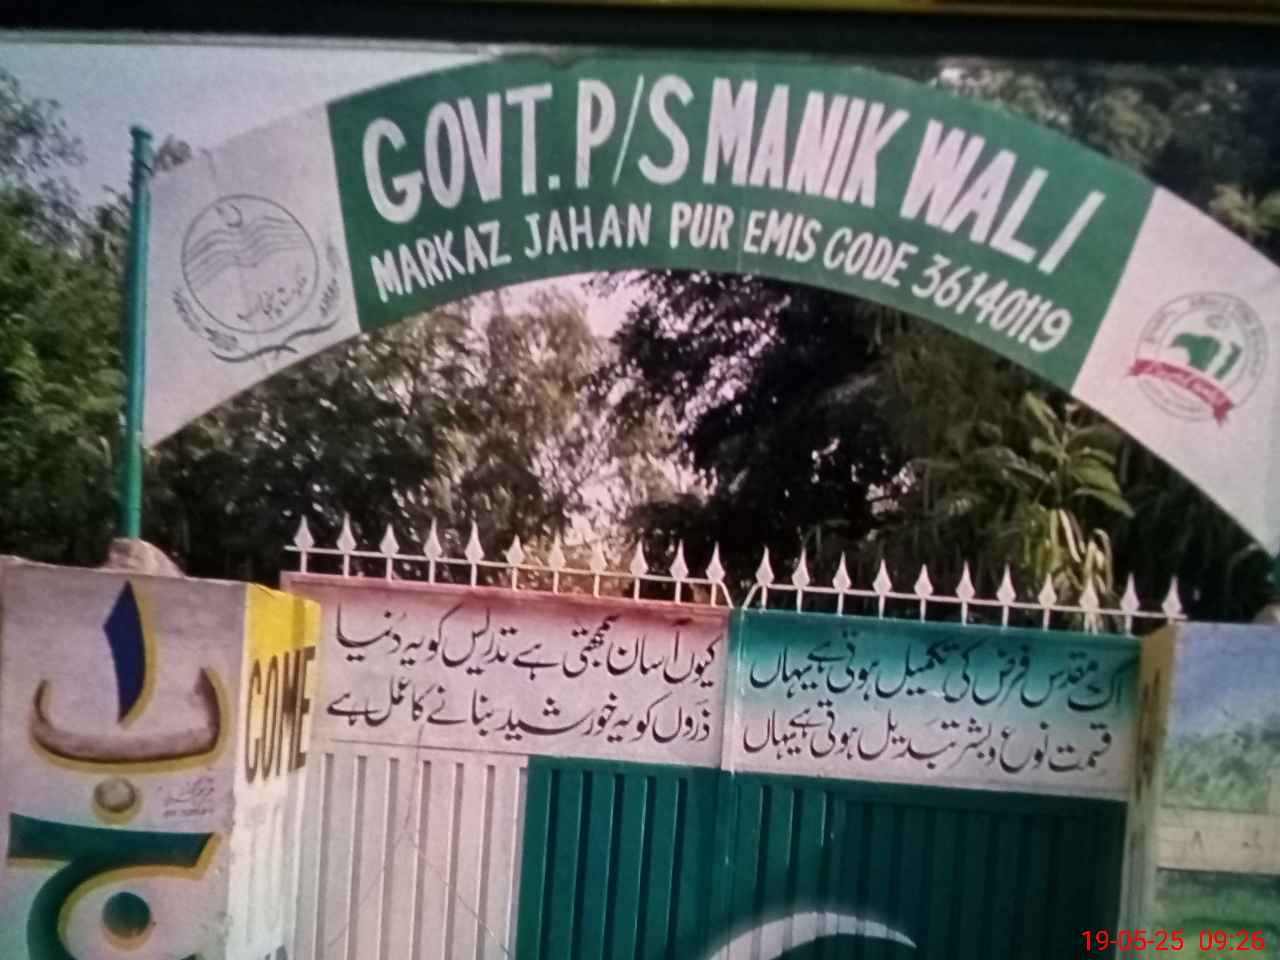 GOVT. P/S MANIK WALI
MARKAZ JAHAN PUR EMIS CODE 36140119
اک مقدس فرض کی تکمیل ہوتی ہے یہاں
قسمت نوع و بشر تبدیل ہوتی ہے یہاں
کیوں آسان سمجھتی ہے تدریس کو یہ دُنیا
ذروں کو یہ خورشید بنانے کا عمل ہے
ا
ب
ج
COME
19-05-25 09:26